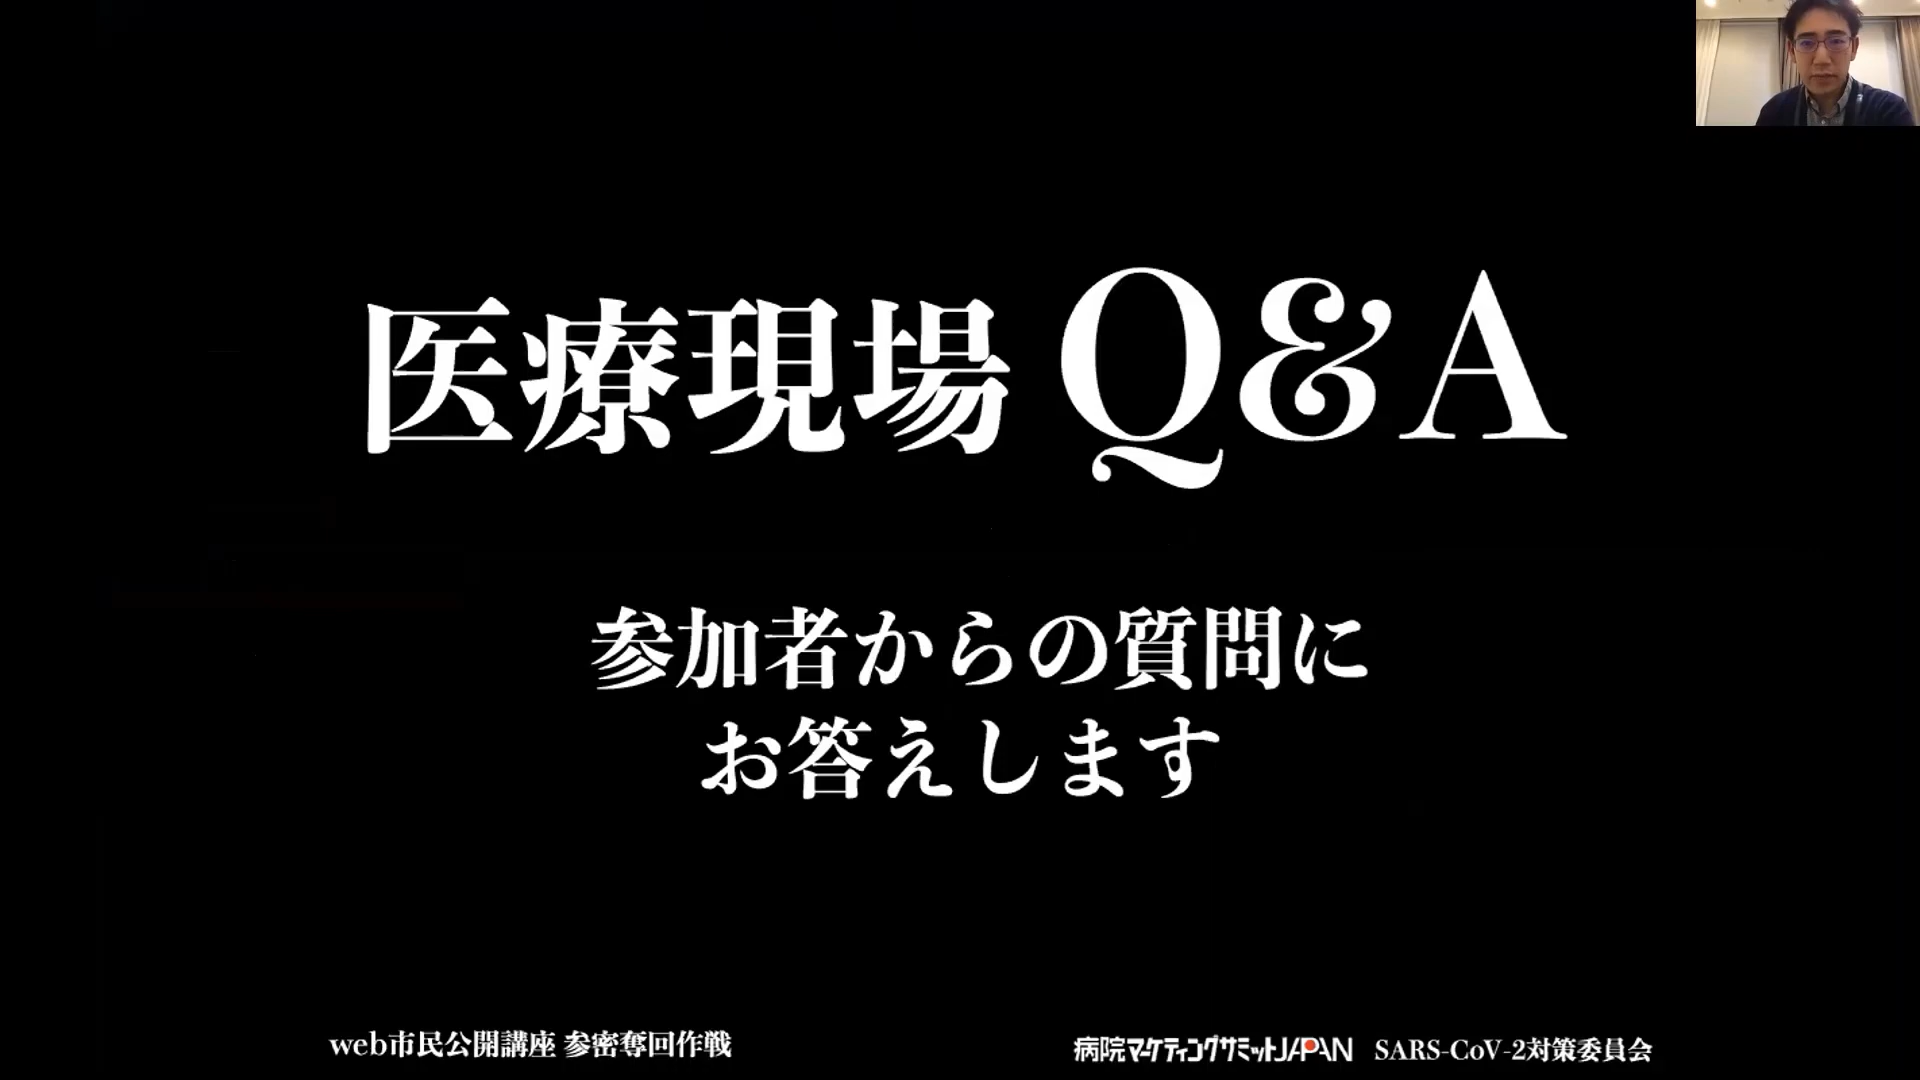 医療現場 Q&A
参加者からの質問に
お答えします
web市民公開講座 参密奪回作戦
病院マーケティングサミットJAPAN SARS-CoV-2対策委員会